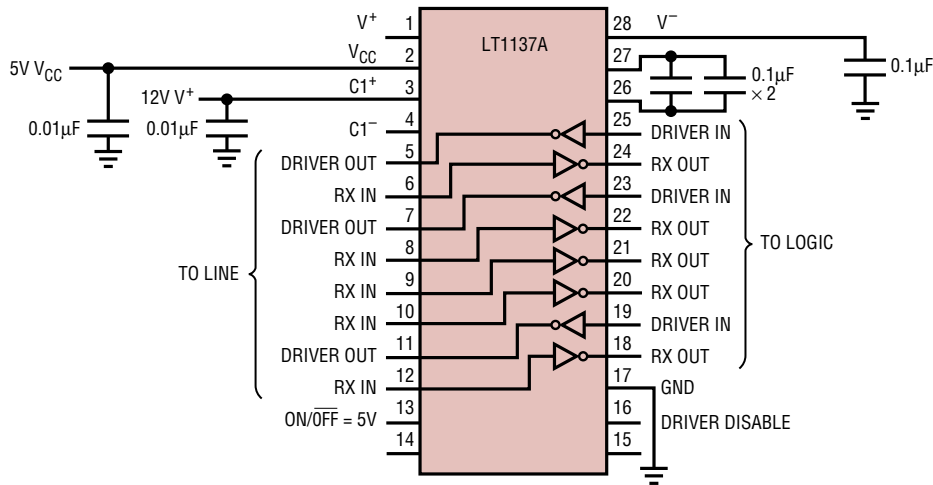 LT1137A
V+ 1
28 V−
5V VCC
VCC 2
27
0.1µF × 2
0.1µF
12V V+
C1+ 3
26
0.01µF
0.01µF
C1− 4
25 DRIVER IN
DRIVER OUT 5
24 RX OUT
RX IN 6
23 DRIVER IN
DRIVER OUT 7
22 RX OUT
RX IN 8
21 RX OUT
TO LINE
TO LOGIC
RX IN 9
20 RX OUT
RX IN 10
19 DRIVER IN
DRIVER OUT 11
18 RX OUT
RX IN 12
17 GND
ON/OFF = 5V 13
16 DRIVER DISABLE
14
15